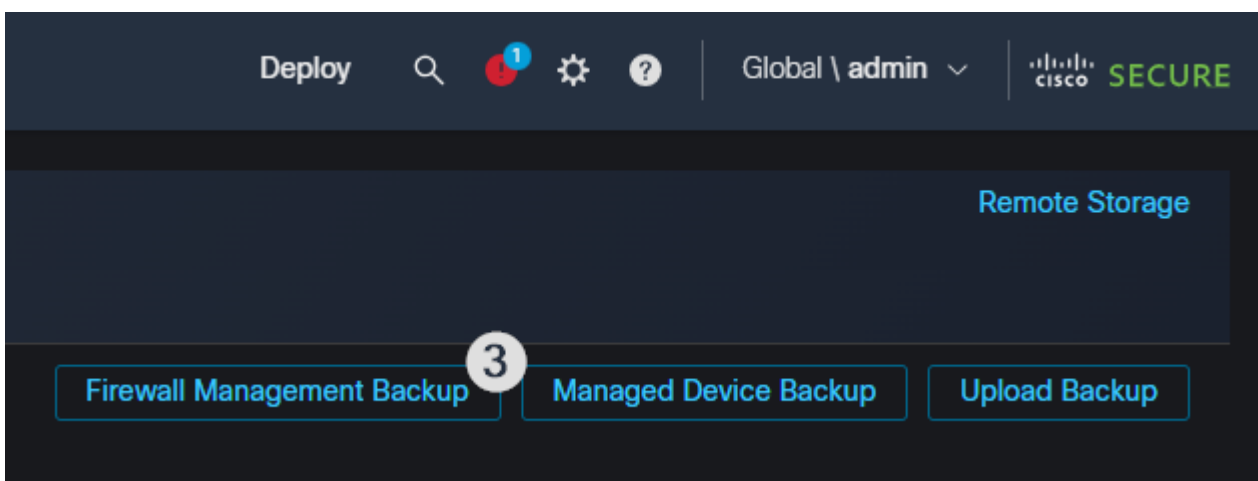 Deploy 1 ? Global \ admin cisco SECURE
Remote Storage
3
Firewall Management Backup Managed Device Backup Upload Backup